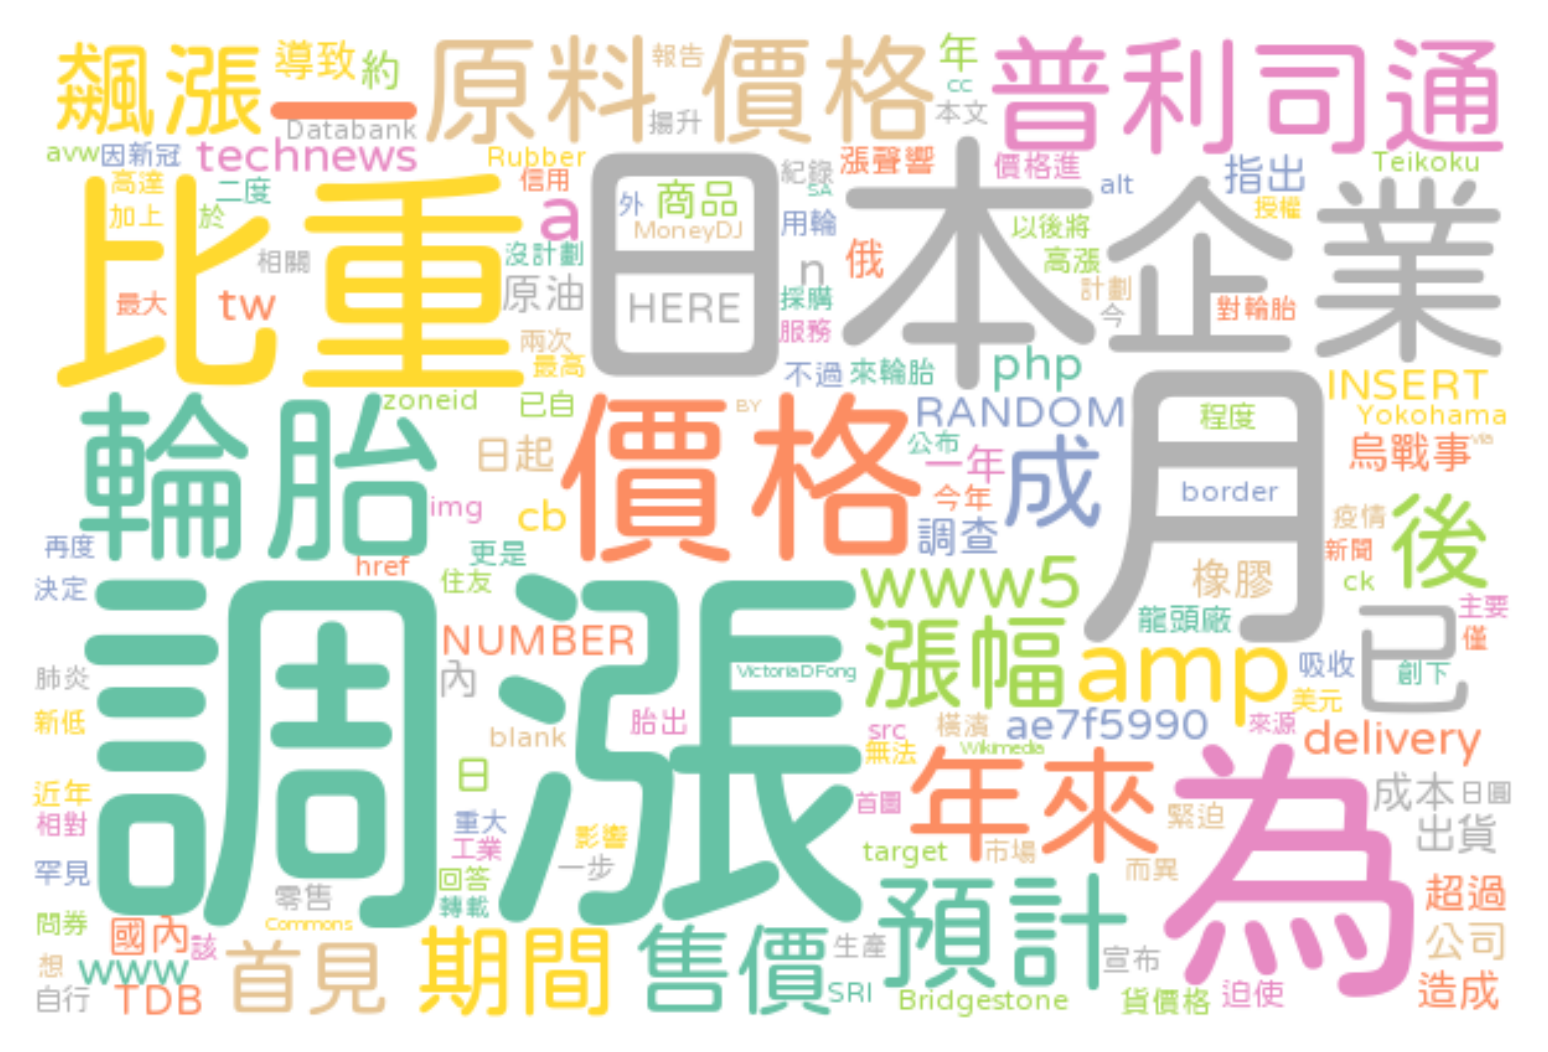 飆漲
導致
約
一
原料價格
報告
揚升
年
cc
本文
普利司通
Databank
avw
因新冠
technews
Rubber
信用
紀錄
漲聲響
價格進
alt
指出
Teikoku
高達
二度
加上
於
a
外
商品
MoneyDJ
SA
用輪
以後將
授權
比重
相關
沒計劃
日本企業
n
俄
高漲
最大
tw
原油
HERE
採購
服務
計劃
今
對輪胎
兩次
最高
不過
來輪胎
php
輪胎
zoneid
已自
價格
BY
RANDOM
月
程度
INSERT
Yokohama
日起
公布
一年
成
烏戰事
via
img
cb
今年
border
調查
疫情
後
再度
href
更是
新聞
決定
住友
www5
橡膠
ck
調漲
NUMBER
漲幅
龍頭廠
已
主要
僅
肺炎
內
VictoriaDFong
amp
吸收
創下
新低
胎出
blank
src
橫濱
ae7f5990
美元
來源
delivery
日
無法
Wikimedia
年來
為
近年
相對
重大
工業
影響
一步
首圖
target
市場
緊迫
而異
成本
日圓
出貨
罕見
零售
回答
轉載
預計
超過
問券
國內
該
Commons
首見
期間
售價
生產
宣布
公司
想
www
自行
TDB
SRI
Bridgestone
貨價格
迫使
造成